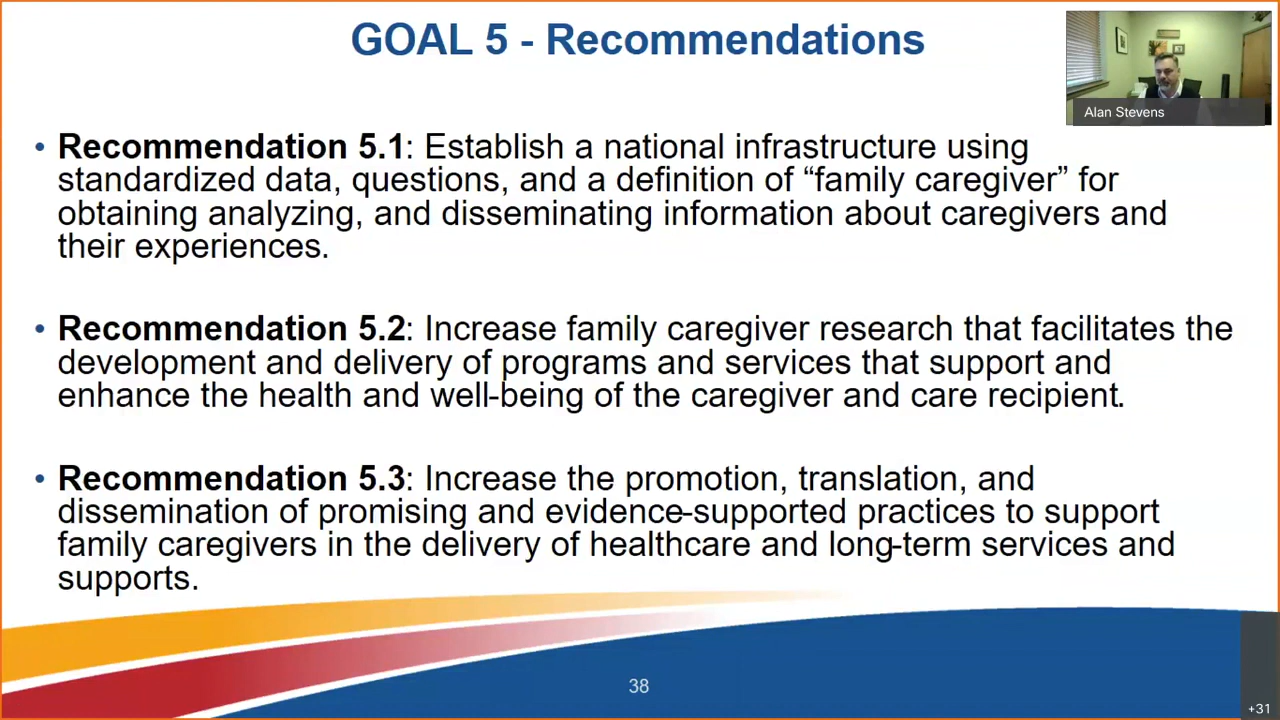 GOAL 5 - Recommendations
Alan Stevens
• Recommendation 5.1: Establish a national infrastructure using
standardized data, questions, and a definition of “family caregiver” for
obtaining analyzing, and disseminating information about caregivers and
their experiences.
• Recommendation 5.2: Increase family caregiver research that facilitates the
development and delivery of programs and services that support and
enhance the health and well-being of the caregiver and care recipient.
• Recommendation 5.3: Increase the promotion, translation, and
dissemination of promising and evidence-supported practices to support
family caregivers in the delivery of healthcare and long-term services and
supports.
38
+31